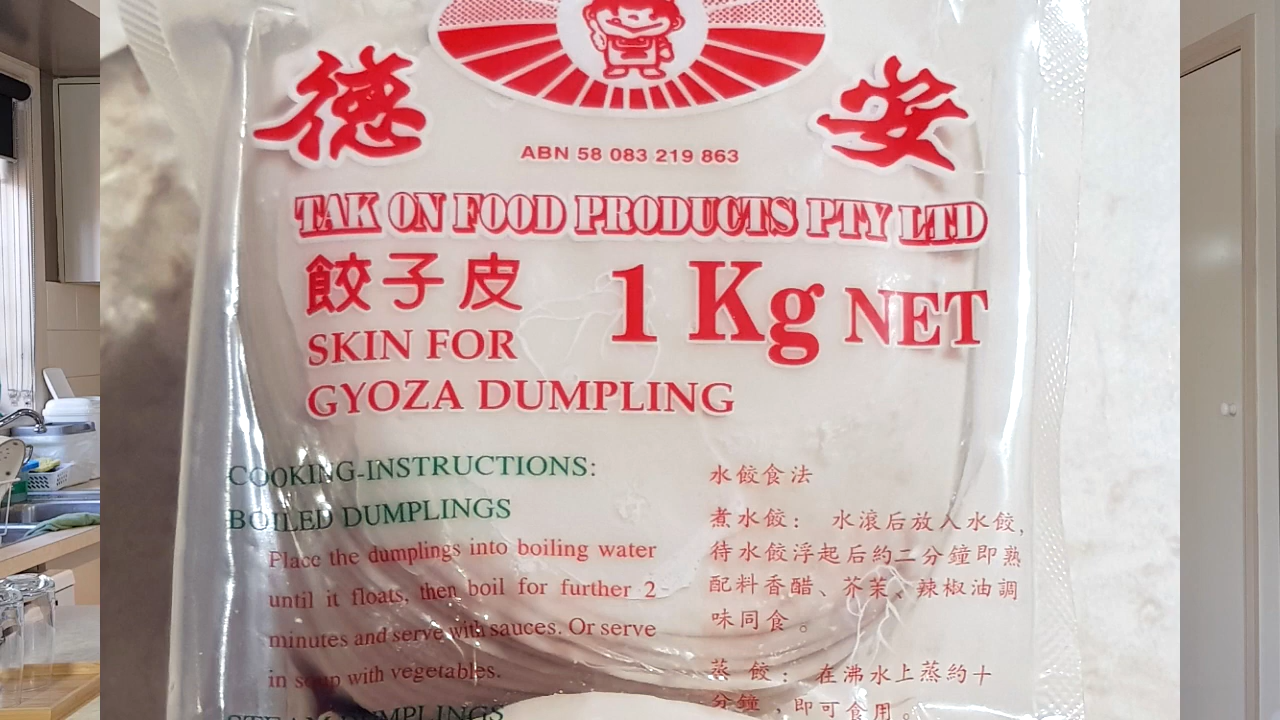 德 安
ABN 58 083 219 863
TAK ON FOOD PRODUCTS PTY LTD
餃子皮
1 Kg NET
SKIN FOR
GYOZA DUMPLING
COOKING-INSTRUCTIONS:
BOILED DUMPLINGS
Place the dumplings into boiling water
until it floats, then boil for further 2-
minutes and serve with sauces. Or serve
in soup with vegetables.
STEAM DUMPLINGS
水餃食法
煮水餃： 水滾后放入水餃,
待水餃浮起后約二分鐘即熟
配料香醋、芥茉、辣椒油調
味同食。
蒸 餃： 在沸水上蒸約十
分鐘，即可食用。